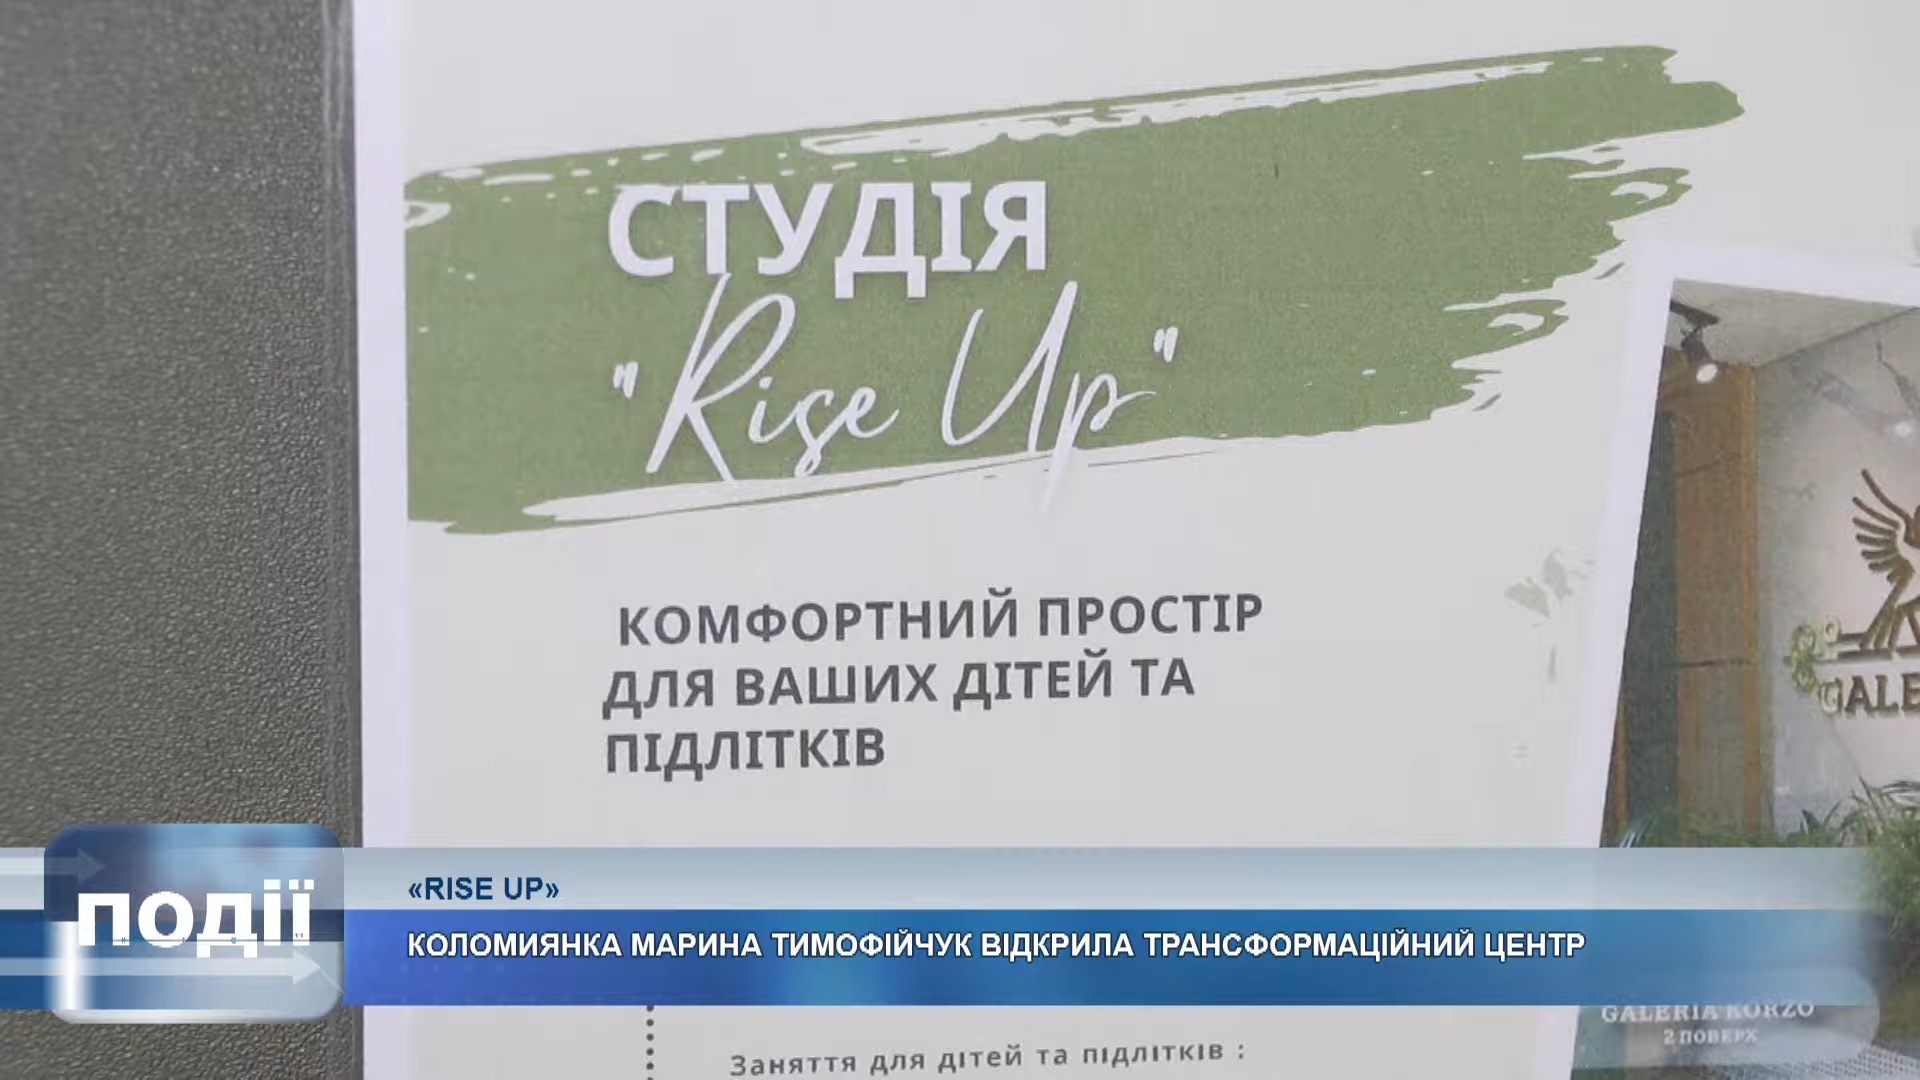 СТУДІЯ
"Rise Up"
КОМФОРТНИЙ ПРОСТІР
ДЛЯ ВАШИХ ДІТЕЙ ТА
ПІДЛІТКІВ
події
«RISE UP»
КОЛОМИЯНКА МАРИНА ТИМОФІЙЧУК ВІДКРИЛА ТРАНСФОРМАЦІЙНИЙ ЦЕНТР
GALERIA KORZO
2 ПОВЕРХ
Заняття для дітей та підлітків :